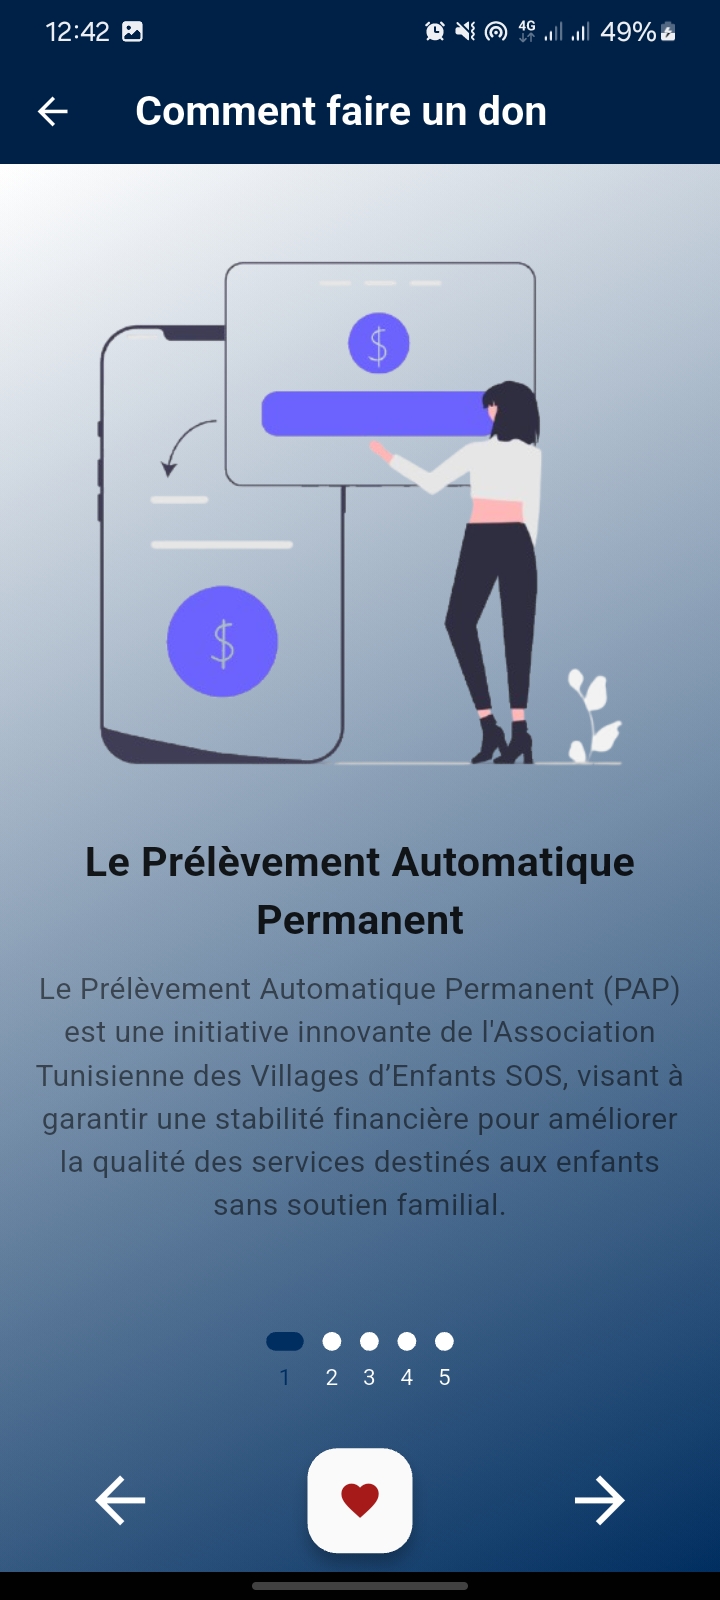 12:42
4G
49%
Comment faire un don
$
$
Le Prélèvement Automatique
Permanent
Le Prélèvement Automatique Permanent (PAP)
est une initiative innovante de l'Association
Tunisienne des Villages d’Enfants SOS, visant à
garantir une stabilité financière pour améliorer
la qualité des services destinés aux enfants
sans soutien familial.
1 2 3 4 5